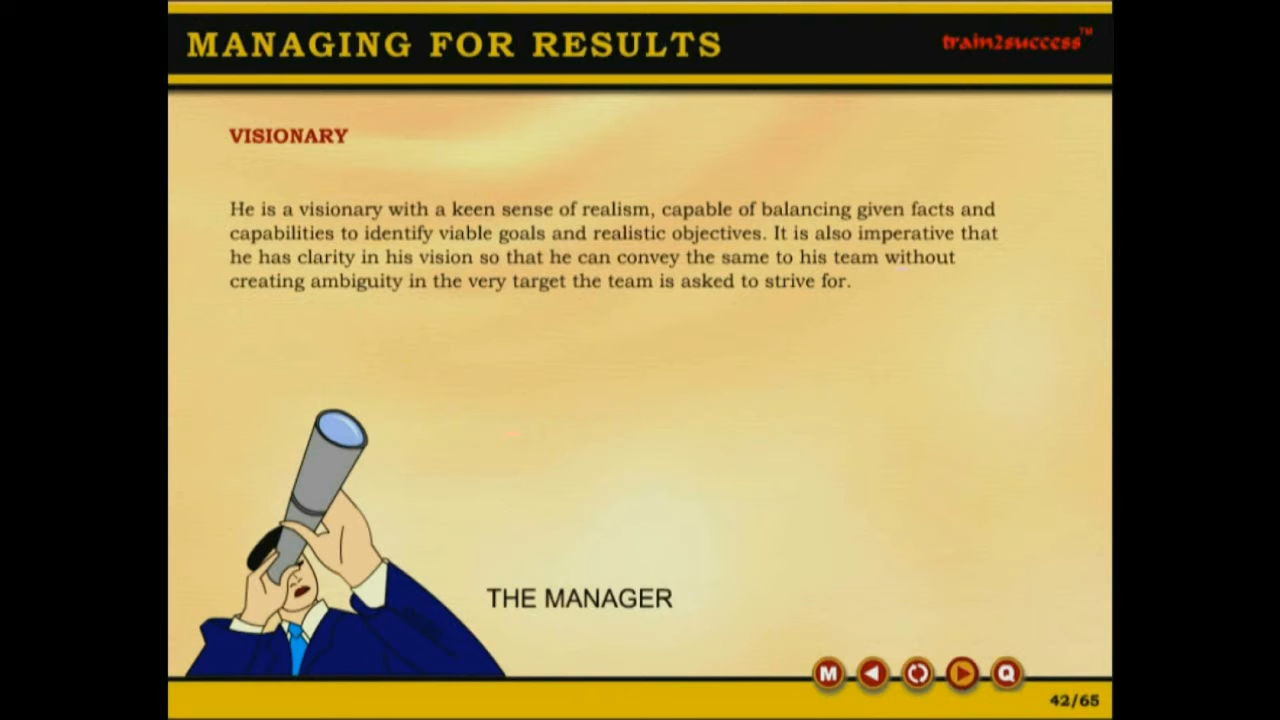 MANAGING FOR RESULTS
train2success™
VISIONARY
He is a visionary with a keen sense of realism, capable of balancing given facts and
capabilities to identify viable goals and realistic objectives. It is also imperative that
he has clarity in his vision so that he can convey the same to his team without
creating ambiguity in the very target the team is asked to strive for.
THE MANAGER
M Q
42/65